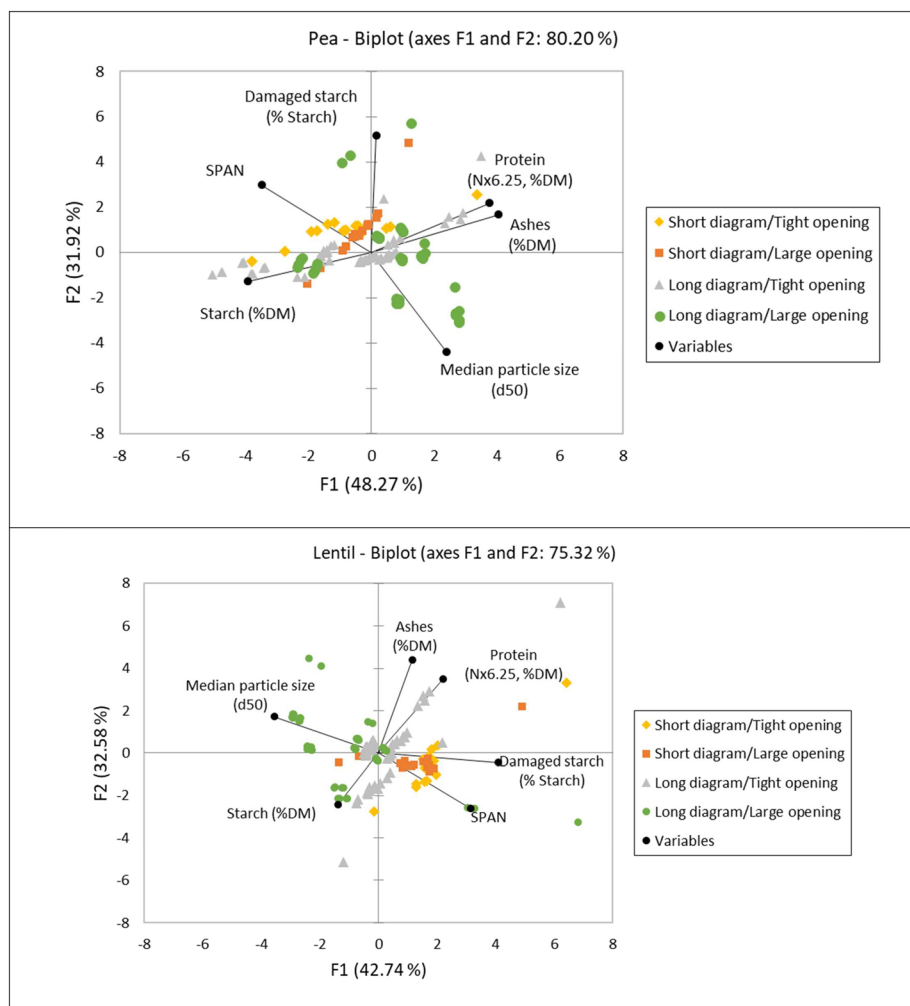 Pea - Biplot (axes F1 and F2: 80.20 %)
8
6
4
2
0
-2
-4
-6
-8
F2 (31.92 %)
Damaged starch
(% Starch)
SPAN
Protein
(Nx6.25, %DM)
Ashes
(%DM)
Starch (%DM)
Median particle size
(d50)
-8 -6 -4 -2 0 2 4 6 8
F1 (48.27 %)
Short diagram/Tight opening
Short diagram/Large opening
Long diagram/Tight opening
Long diagram/Large opening
Variables
Lentil - Biplot (axes F1 and F2: 75.32 %)
8
6
4
2
0
-2
-4
-6
-8
F2 (32.58 %)
Ashes
(%DM)
Protein
(Nx6.25, %DM)
Median particle size
(d50)
Damaged starch
(% Starch)
Starch (%DM)
SPAN
-8 -6 -4 -2 0 2 4 6 8
F1 (42.74 %)
Short diagram/Tight opening
Short diagram/Large opening
Long diagram/Tight opening
Long diagram/Large opening
Variables